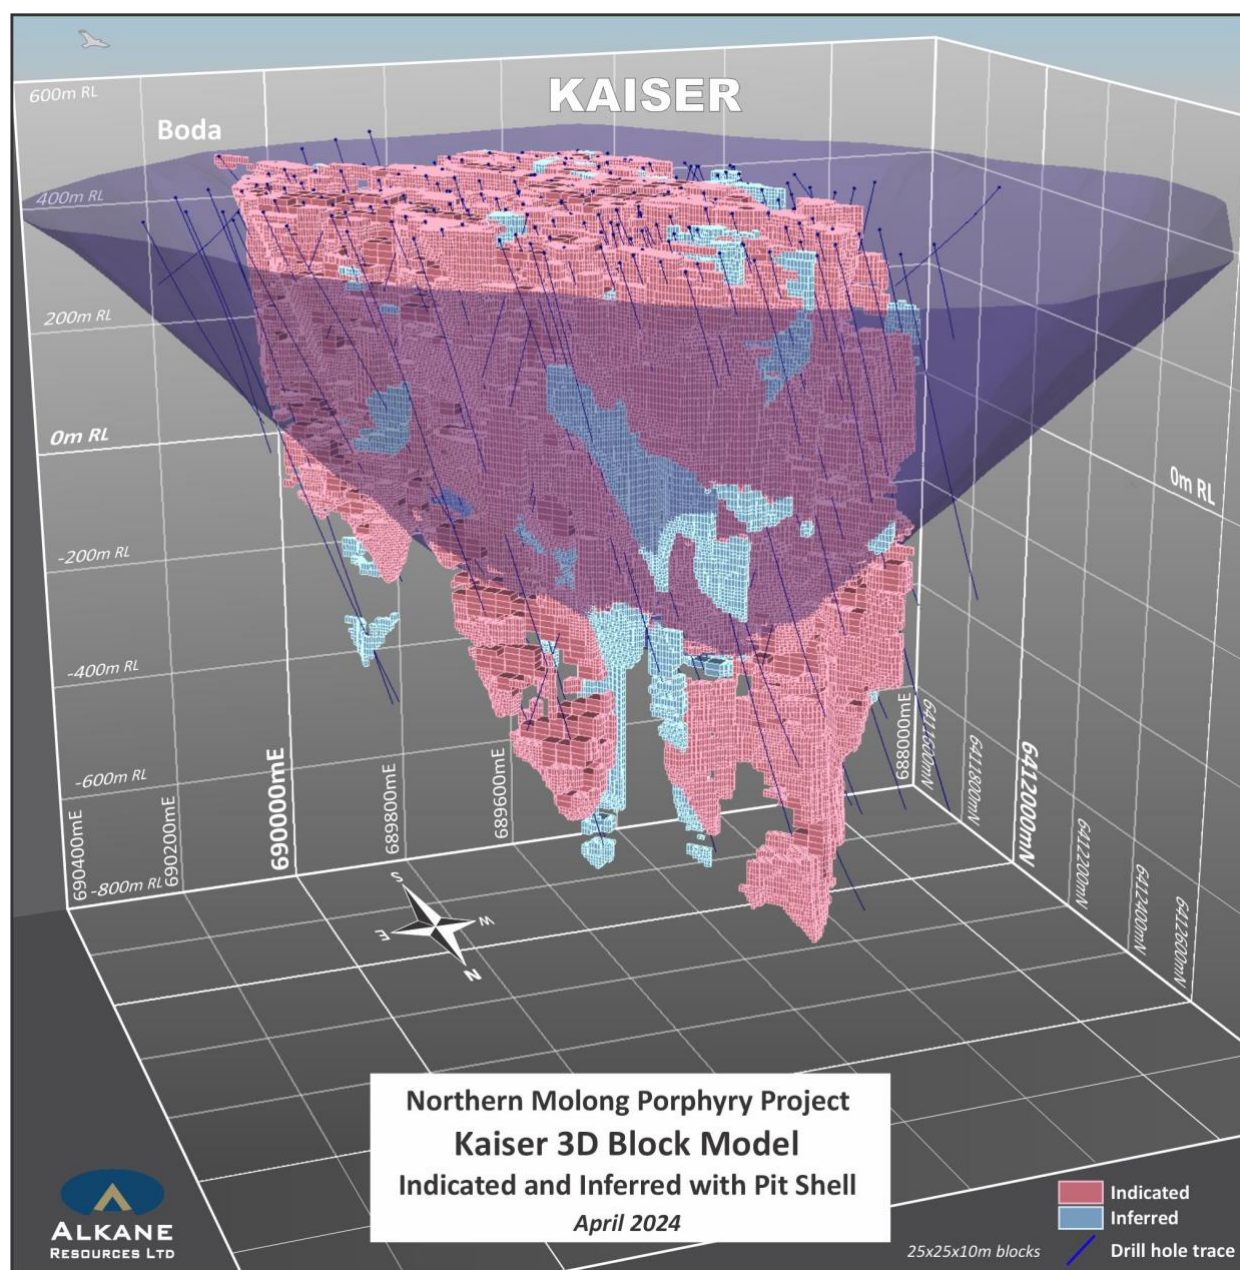 KAISER
600m RL
Boda
400m RL
200m RL
0m RL
0m RL
-200m RL
-400m RL
-600m RL
-800m RL
690400mE
690200mE
690000mE
689800mE
689600mE
688000mE
6411600mN
6411800mN
6412000mN
6412200mN
6412400mN
6412600mN
S
W
E
N
Northern Molong Porphyry Project
Kaiser 3D Block Model
Indicated and Inferred with Pit Shell
April 2024
ALKANE
RESOURCES LTD
Indicated
Inferred
25x25x10m blocks
Drill hole trace